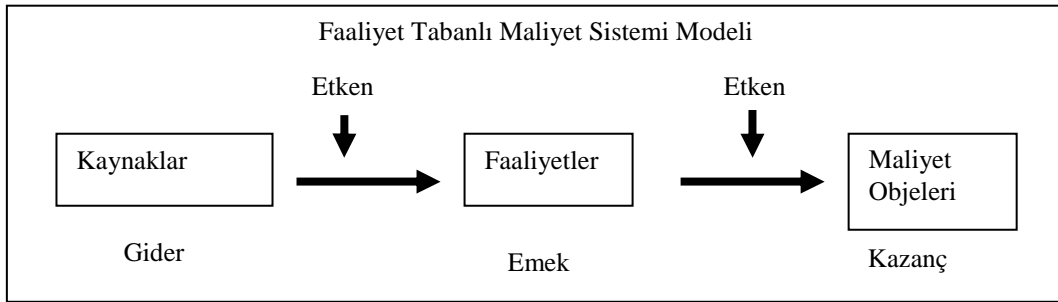 Faaliyet Tabanlı Maliyet Sistemi Modeli
Etken
Etken
Kaynaklar
Faaliyetler
Maliyet
Objeleri
Gider
Emek
Kazanç